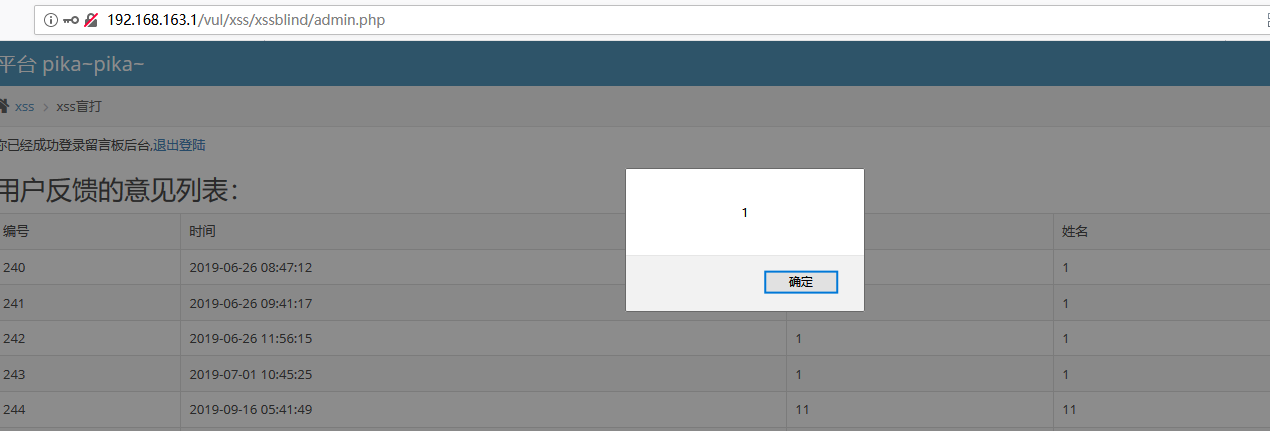 192.168.163.1/vul/xss/xssblind/admin.php
平台 pika~pika~
xss > xss盲打
你已经成功登录留言板后台,退出登陆
用户反馈的意见列表：
编号 时间 姓名
240 2019-06-26 08:47:12 1
241 2019-06-26 09:41:17 1
242 2019-06-26 11:56:15 1 1
243 2019-07-01 10:45:25 1 1
244 2019-09-16 05:41:49 11 11
1
确定